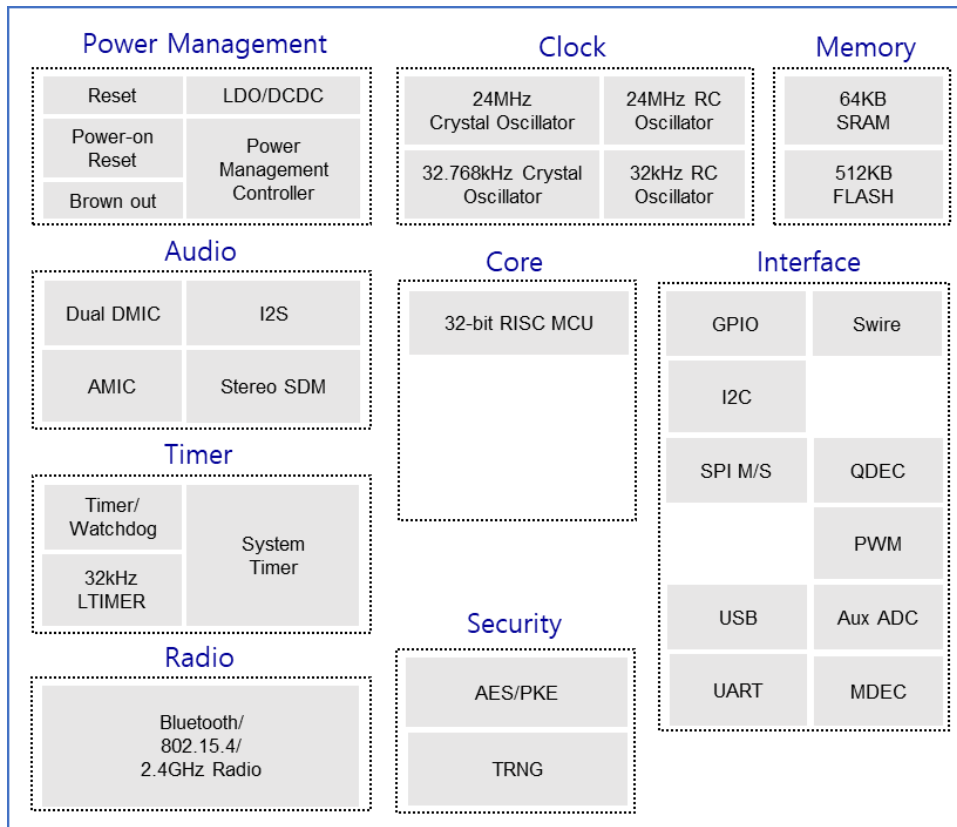 Power Management
Reset
LDO/DCDC
Power-on
Reset
Power
Management
Controller
Brown out
Clock
24MHz
Crystal Oscillator
24MHz RC
Oscillator
32.768kHz Crystal
Oscillator
32kHz RC
Oscillator
Memory
64KB
SRAM
512KB
FLASH
Audio
Dual DMIC
I2S
AMIC
Stereo SDM
Core
32-bit RISC MCU
Interface
GPIO
Swire
I2C
SPI M/S
QDEC
PWM
USB
Aux ADC
UART
MDEC
Timer
Timer/
Watchdog
System
Timer
32kHz
LTIMER
Security
AES/PKE
TRNG
Radio
Bluetooth/
802.15.4/
2.4GHz Radio